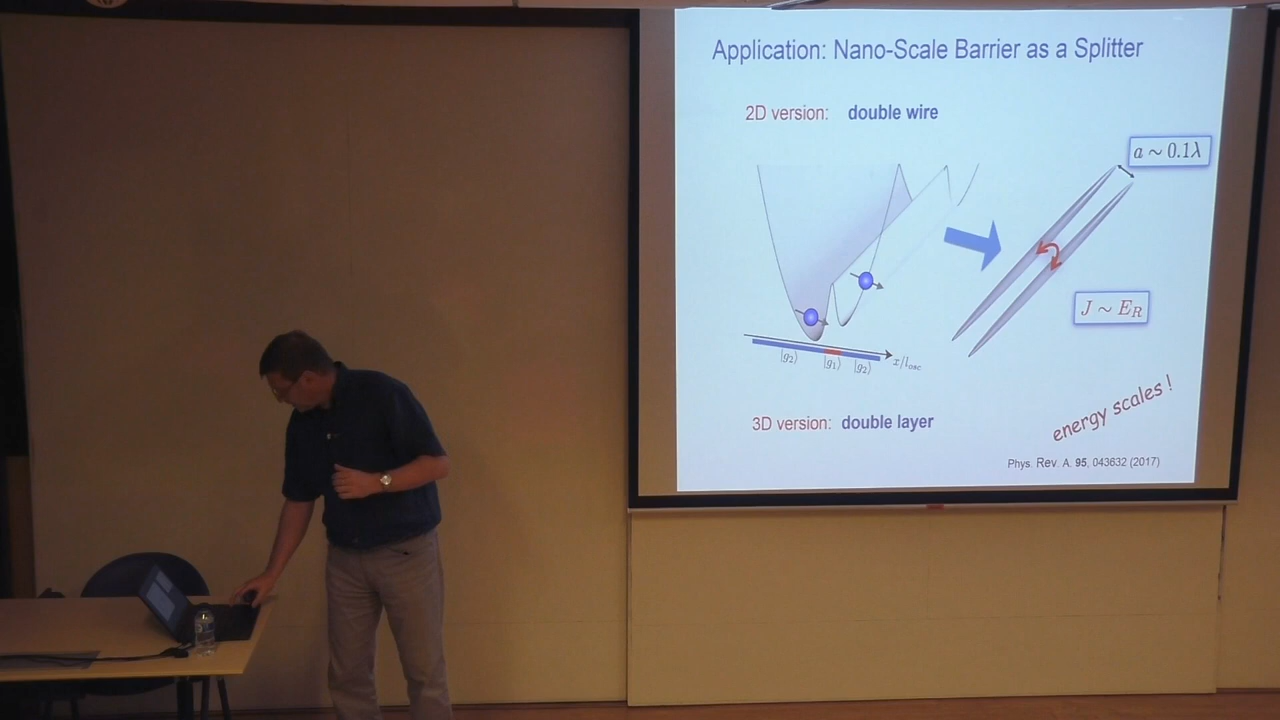 Application: Nano-Scale Barrier as a Splitter
2D version: double wire
a ~ 0.1λ
J ~ E_R
|g₂⟩ |g₁⟩ |g₂⟩ x/l_osc
3D version: double layer
energy scales !
Phys. Rev. A. 95, 043632 (2017)